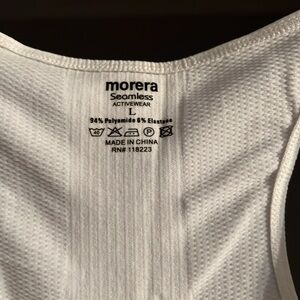 morera
Seamless
ACTIVEWEAR
L
94% Polyamide 6% Elastane
MADE IN CHINA
RN# 118223